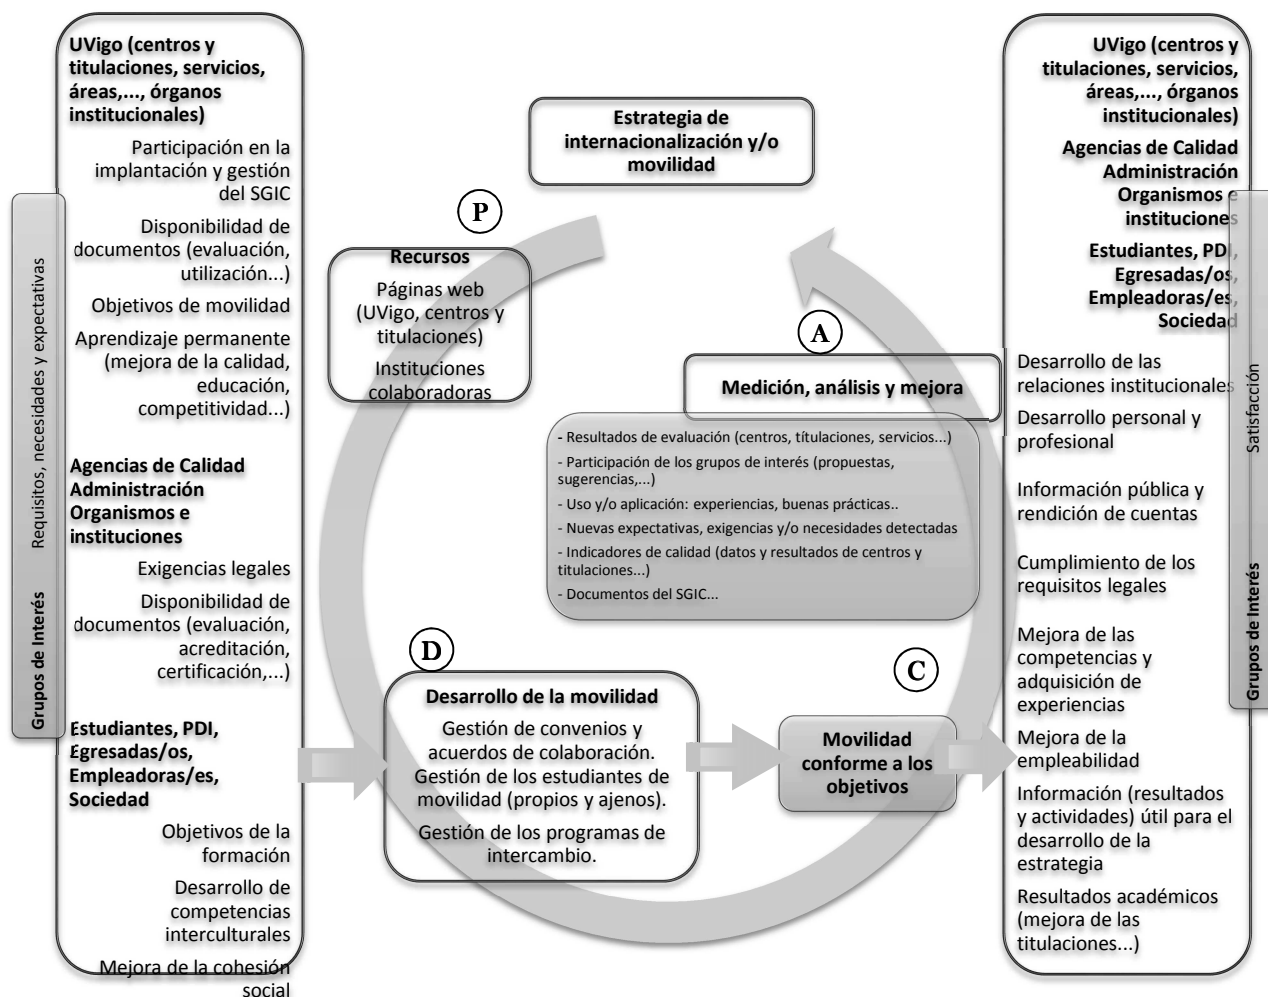 UVigo (centros y
titulaciones, servicios,
áreas,..., órganos
institucionales)
Participación en la
implantación y gestión
del SGIC
Disponibilidad de
documentos (evaluación,
utilización...)
Objetivos de movilidad
Aprendizaje permanente
(mejora de la calidad,
educación,
competitividad...)
Agencias de Calidad
Administración
Organismos e
instituciones
Exigencias legales
Disponibilidad de
documentos (evaluación,
acreditación,
certificación,...)
Estudiantes, PDI,
Egresadas/os,
Empleadoras/es,
Sociedad
Objetivos de la
formación
Desarrollo de
competencias
interculturales
Mejora de la cohesión
social
Grupos de Interés Requisitos, necesidades y expectativas
Estrategia de
internacionalización y/o
movilidad
P
Recursos
Páginas web
(UVigo, centros y
titulaciones)
Instituciones
colaboradoras
A
Medición, análisis y mejora
- Resultados de evaluación (centros, títulaciones, servicios...)
- Participación de los grupos de interés (propuestas,
sugerencias,...)
- Uso y/o aplicación: experiencias, buenas prácticas..
- Nuevas expectativas, exigencias y/o necesidades detectadas
- Indicadores de calidad (datos y resultados de centros y
titulaciones...)
- Documentos del SGIC...
D
Desarrollo de la movilidad
Gestión de convenios y
acuerdos de colaboración.
Gestión de los estudiantes de
movilidad (propios y ajenos).
Gestión de los programas de
intercambio.
C
Movilidad
conforme a los
objetivos
UVigo (centros y
titulaciones, servicios,
áreas,..., órganos
institucionales)
Agencias de Calidad
Administración
Organismos e
instituciones
Estudiantes, PDI,
Egresadas/os,
Empleadoras/es,
Sociedad
Desarrollo de las
relaciones institucionales
Desarrollo personal y
profesional
Información pública y
rendición de cuentas
Cumplimiento de los
requisitos legales
Mejora de las
competencias y
adquisición de
experiencias
Mejora de la
empleabilidad
Información (resultados
y actividades) útil para el
desarrollo de la
estrategia
Resultados académicos
(mejora de las
titulaciones...)
Grupos de Interés Satisfacción